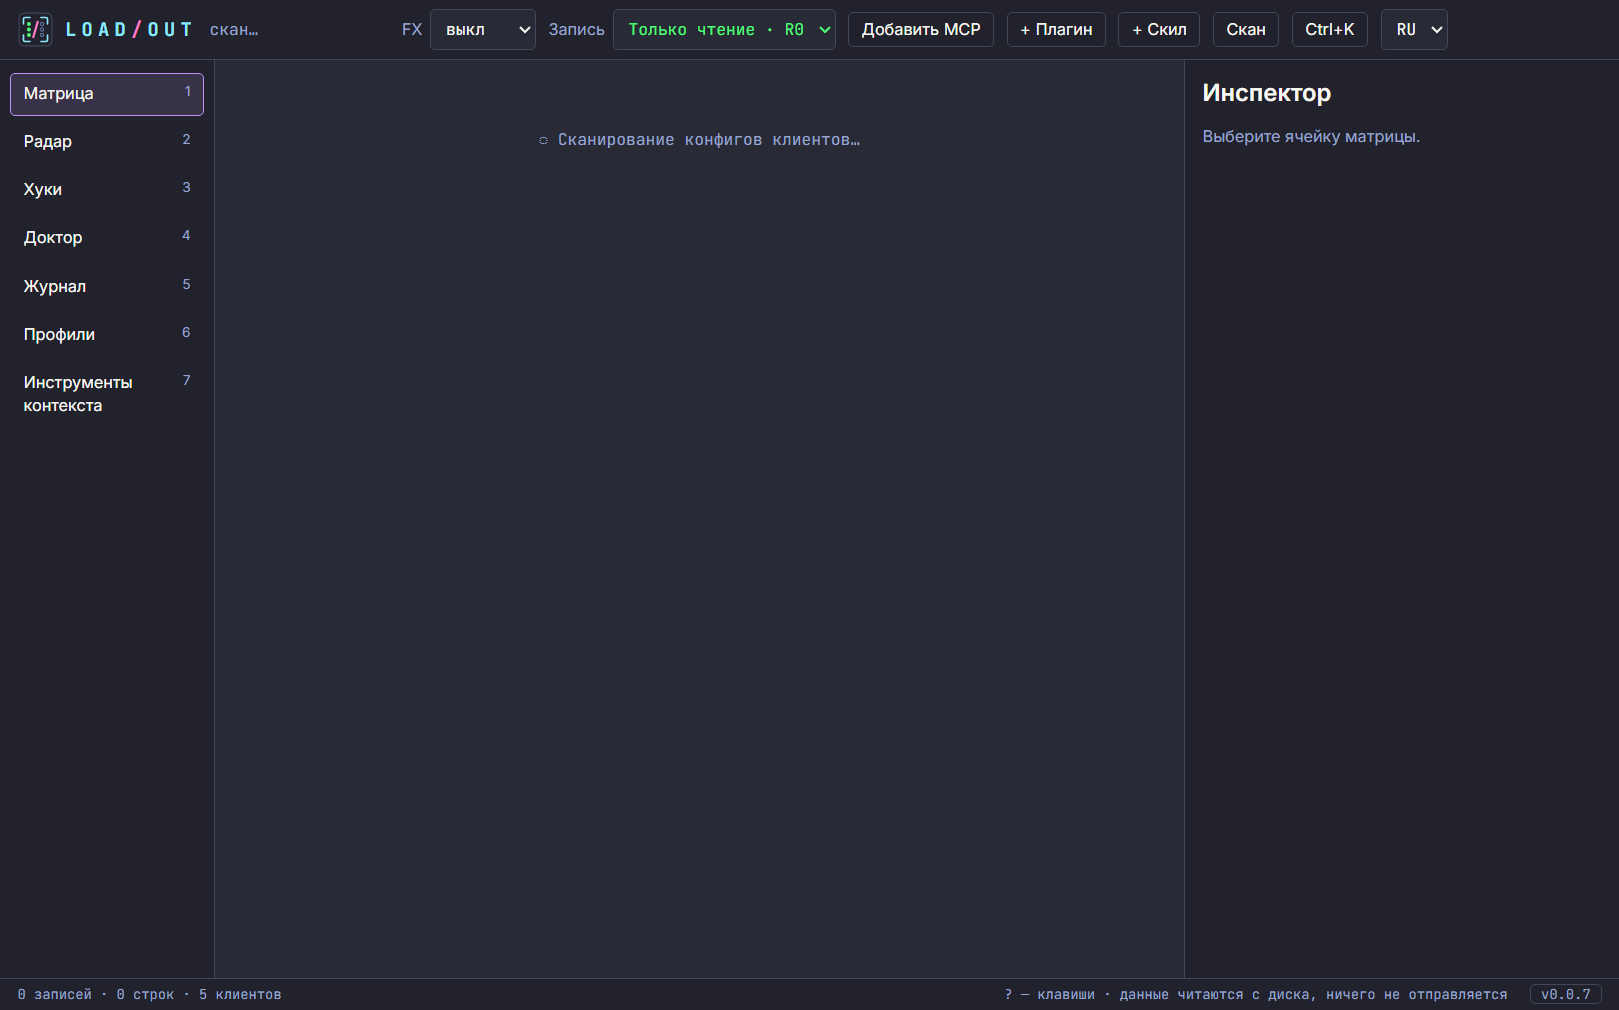 LOAD/OUT скан…
FX выкл Запись Только чтение · R0 Добавить MCP + Плагин + Скил Скан Ctrl+K RU
Матрица 1
Радар 2
Хуки 3
Доктор 4
Журнал 5
Профили 6
Инструменты 7
контекста
Сканирование конфигов клиентов…
Инспектор
Выберите ячейку матрицы.
0 записей · 0 строк · 5 клиентов
? — клавиши · данные читаются с диска, ничего не отправляется v0.0.7